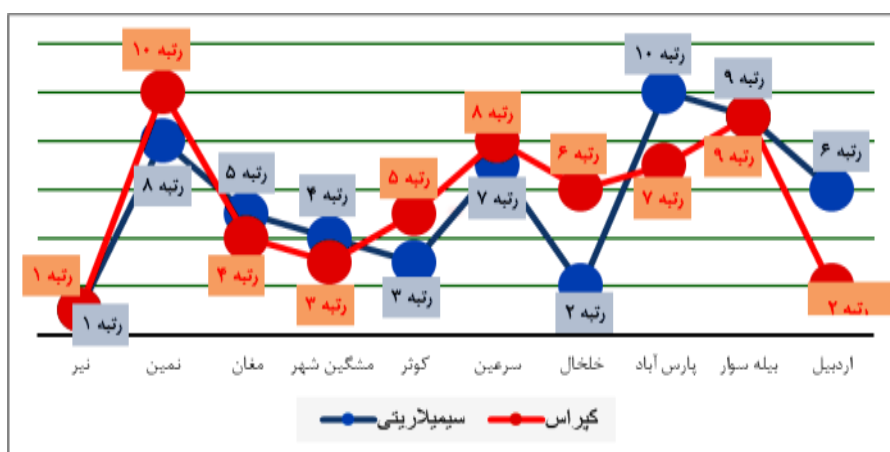 رتبه ۱۰
رتبه ۱۰
رتبه ۹
رتبه ۸
رتبه ۵
رتبه ۶
رتبه ۶
رتبه ۸
رتبه ۴
رتبه ۵
رتبه ۷
رتبه ۷
رتبه ۹
رتبه ۱
رتبه ۴
رتبه ۳
رتبه ۳
رتبه ۲
رتبه ۲
رتبه ۱
نیر
نمین
مغان
مشگین شهر
کوثر
سرعین
خلخال
پارس آباد
بیله سوار
اردبیل
سیمیلاریتی
کپراس